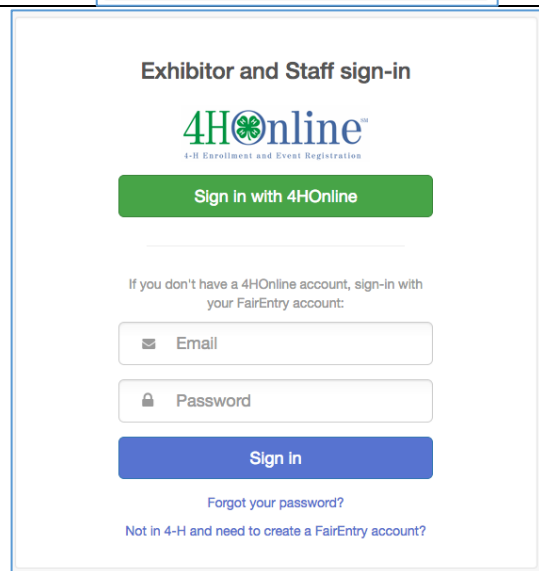 Exhibitor and Staff sign-in
4HOnline℠
4-H Enrollment and Event Registration
Sign in with 4HOnline
If you don't have a 4HOnline account, sign-in with
your FairEntry account:
Email
Password
Sign in
Forgot your password?
Not in 4-H and need to create a FairEntry account?